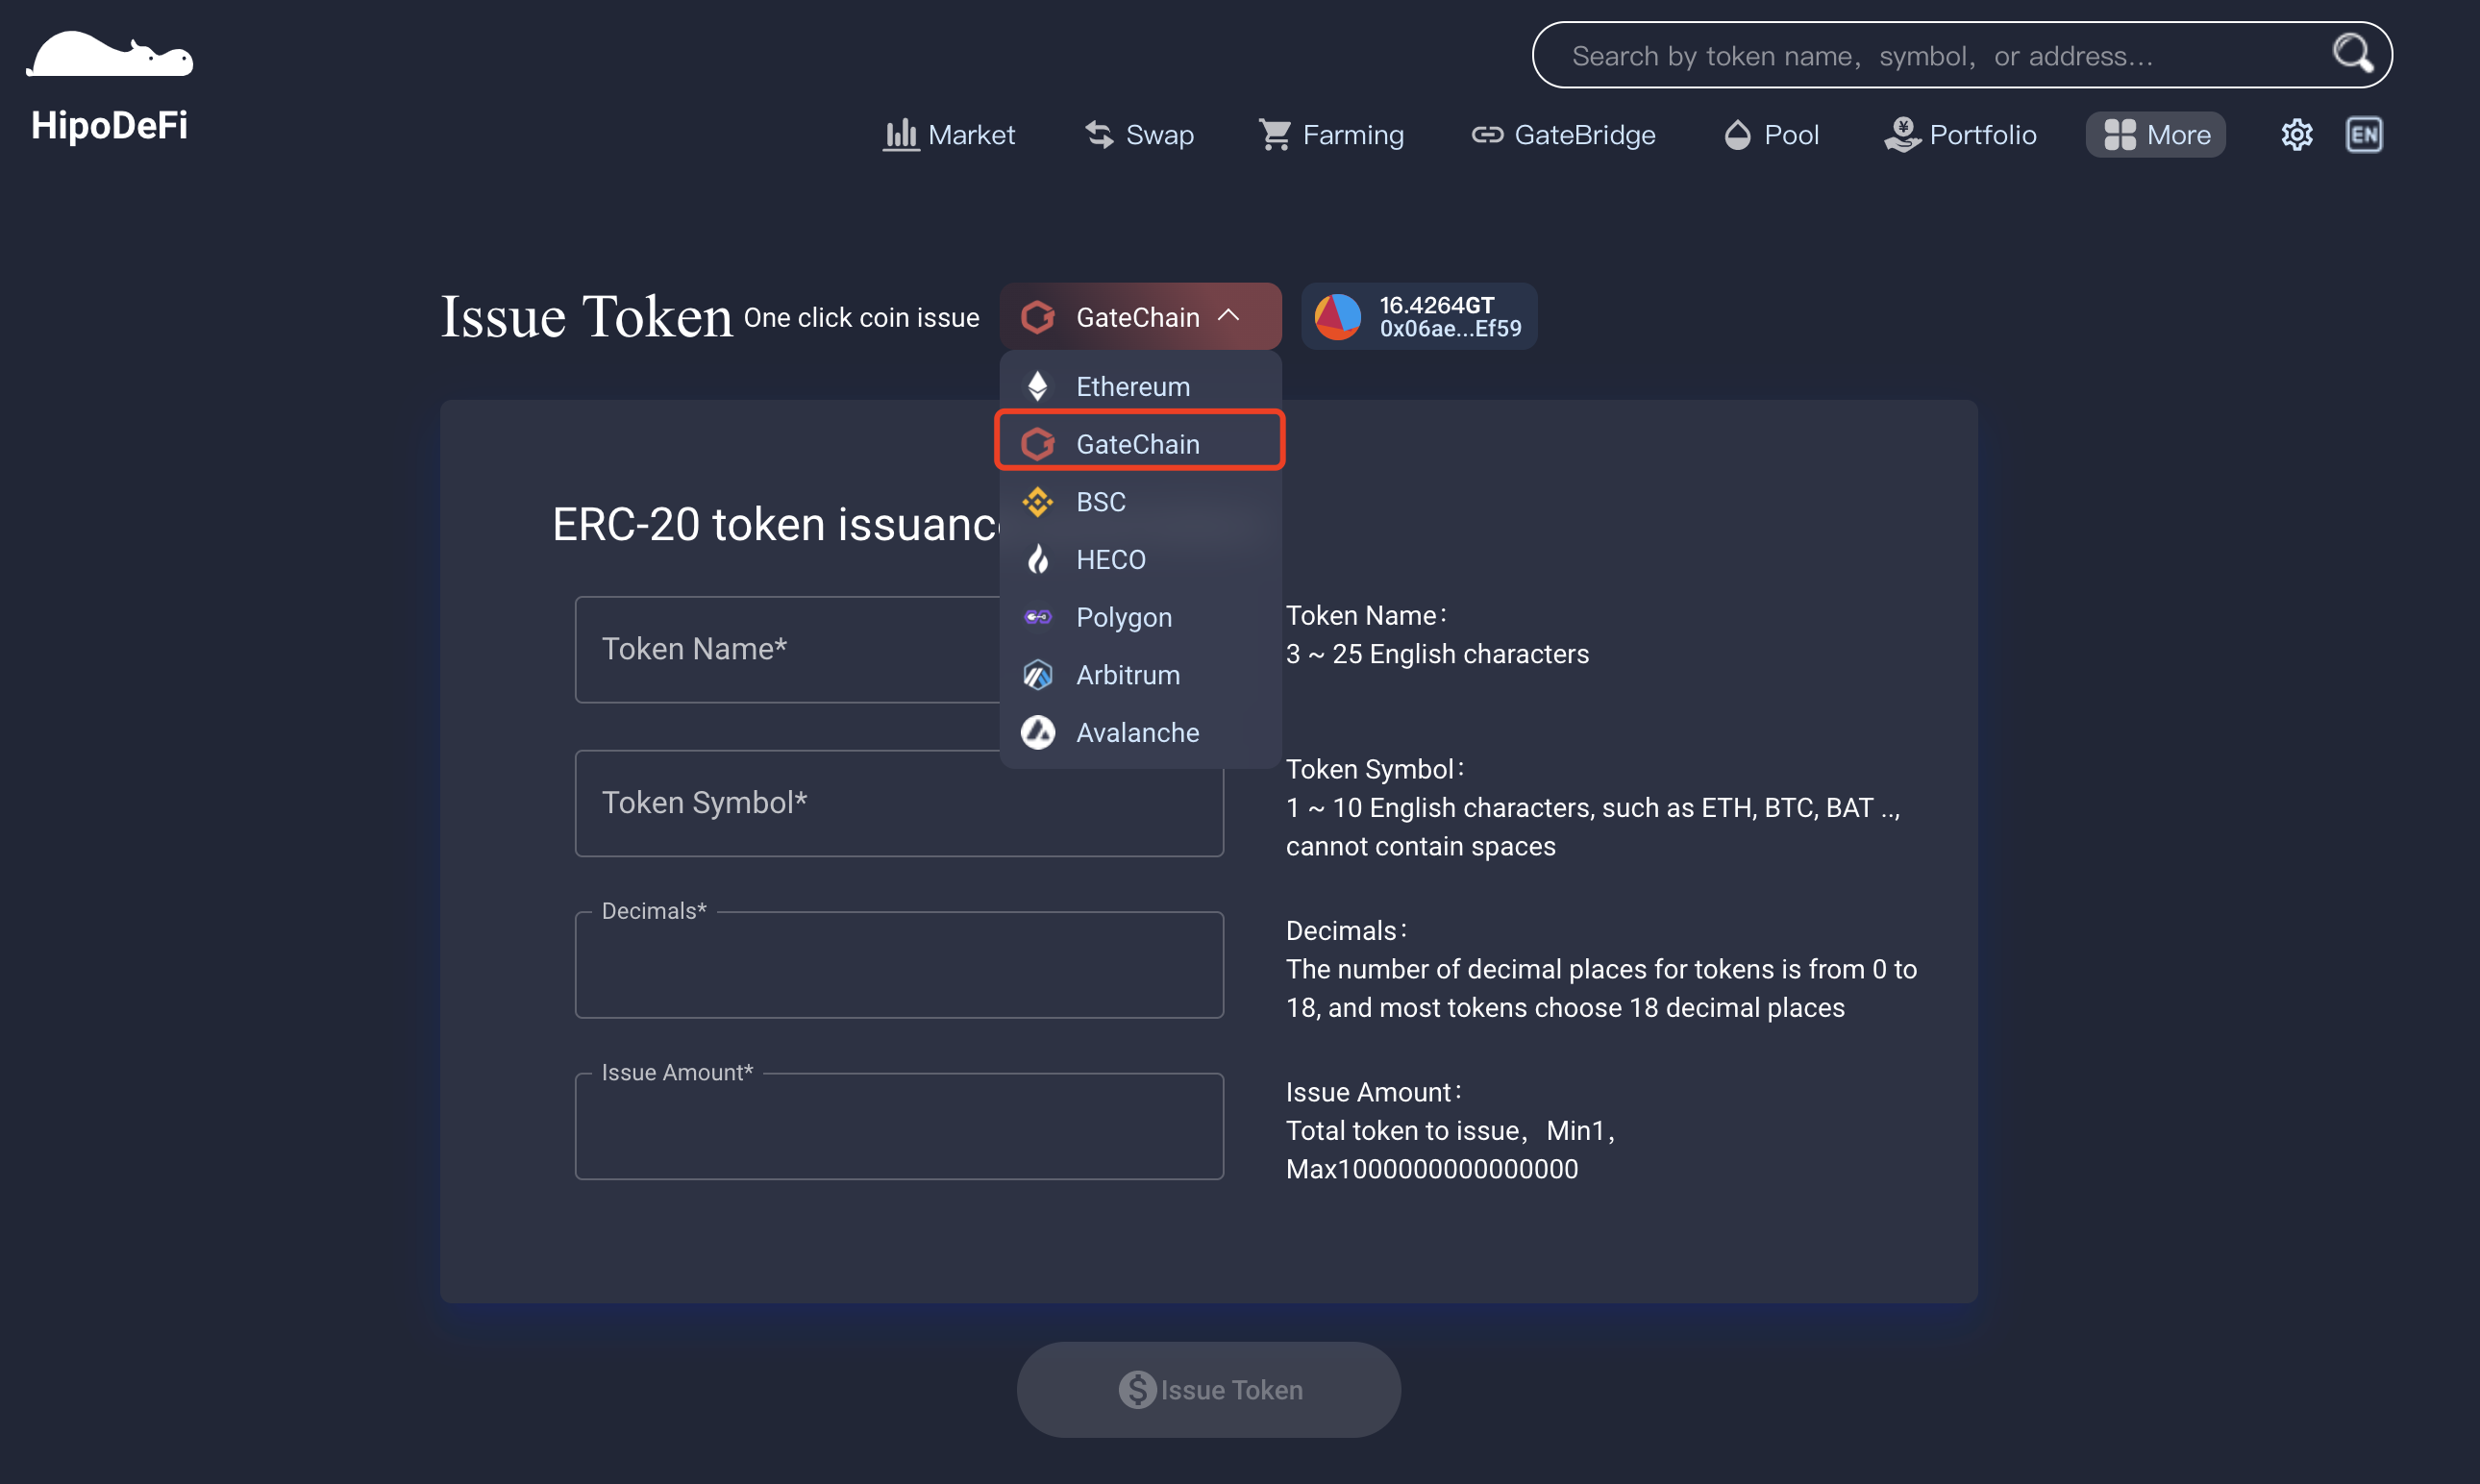 Search by token name，symbol，or address...
HipoDeFi
Market
Swap
Farming
GateBridge
Pool
Portfolio
More
EN
Issue Token One click coin issue
GateChain
16.4264GT
0x06ae...Ef59
Ethereum
GateChain
BSC
HECO
Polygon
Arbitrum
Avalanche
ERC-20 token issuanc
Token Name*
Token Name：
3 ~ 25 English characters
Token Symbol*
Token Symbol：
1 ~ 10 English characters, such as ETH, BTC, BAT ..,
cannot contain spaces
Decimals*
Decimals：
The number of decimal places for tokens is from 0 to
18, and most tokens choose 18 decimal places
Issue Amount*
Issue Amount：
Total token to issue，Min1，
Max1000000000000000
Issue Token